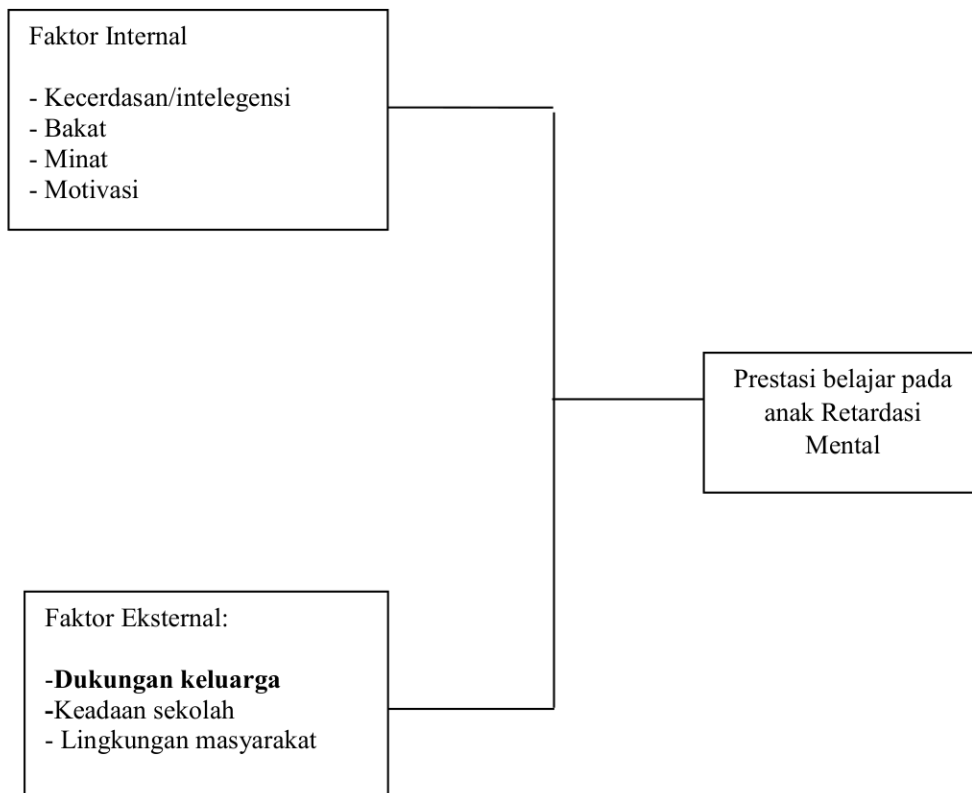 Faktor Internal
- Kecerdasan/intelegensi
- Bakat
- Minat
- Motivasi
Prestasi belajar pada
anak Retardasi
Mental
Faktor Eksternal:
-Dukungan keluarga
-Keadaan sekolah
- Lingkungan masyarakat